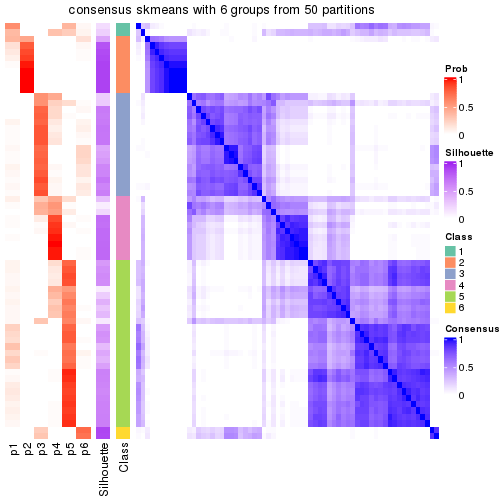 consensus skmeans with 6 groups from 50 partitions
Prob
1
0.5
0
Silhouette
1
0.5
0
Class
1
2
3
4
5
6
Consensus
1
0.5
0
p1
p2
p3
p4
p5
p6
Silhouette
Class